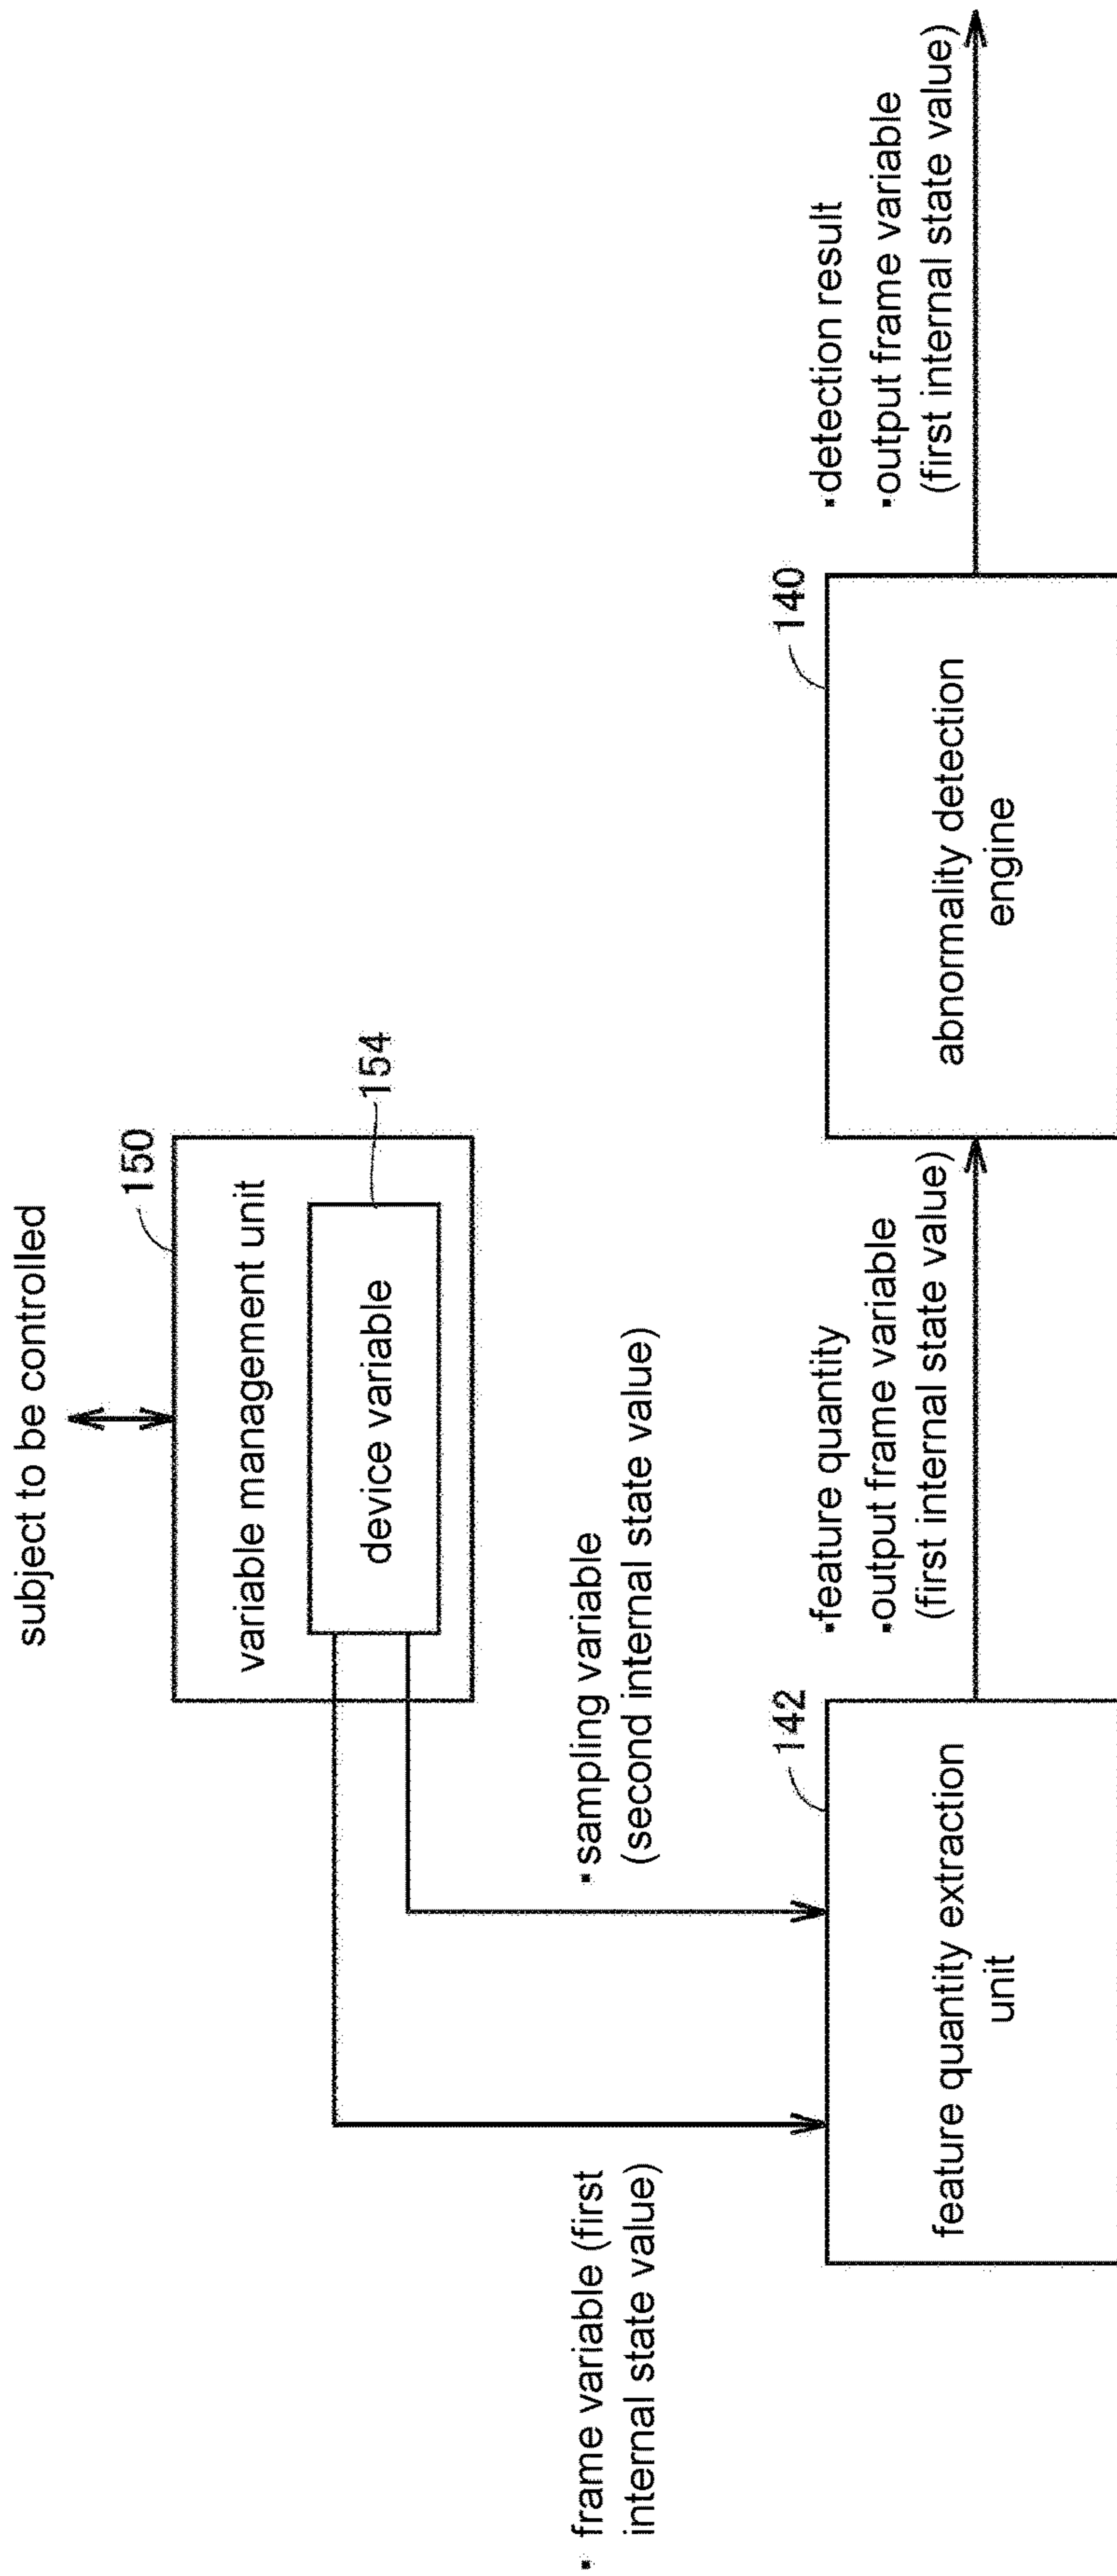 subject to be controlled
150
variable management unit
device variable
154
▪ frame variable (first
internal state value)
▪ sampling variable
(second internal state value)
142
feature quantity extraction
unit
▪feature quantity
▪output frame variable
(first internal state value)
140
abnormality detection
engine
▪detection result
▪output frame variable
(first internal state value)